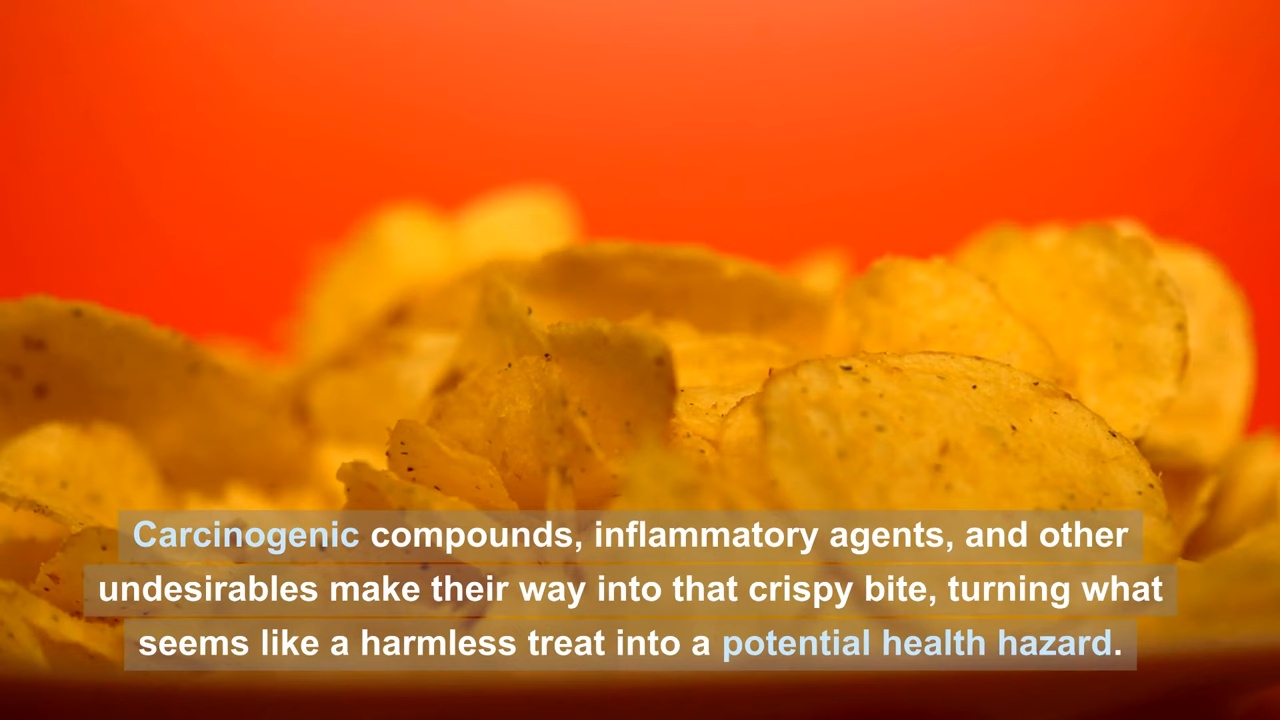 Carcinogenic compounds, inflammatory agents, and other
undesirables make their way into that crispy bite, turning what
seems like a harmless treat into a potential health hazard.